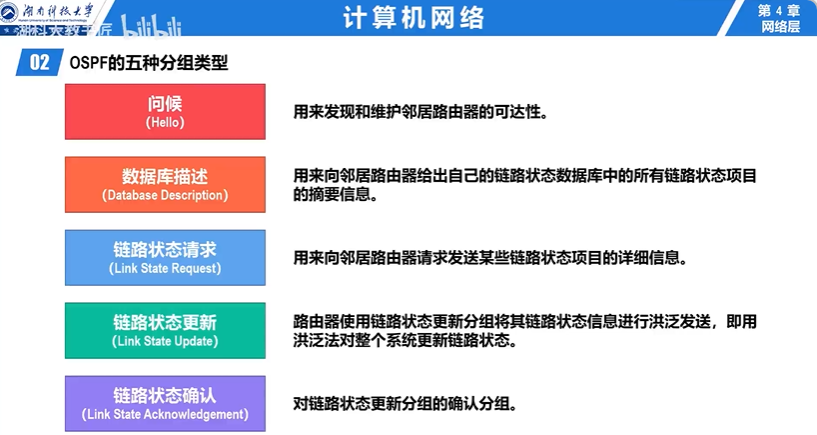 湖南科技大学
计算机网络
第 4 章
网络层
湖科大教书匠 bilibili
02 OSPF的五种分组类型
问候
(Hello)
用来发现和维护邻居路由器的可达性。
数据库描述
(Database Description)
用来向邻居路由器给出自己的链路状态数据库中的所有链路状态项目
的摘要信息。
链路状态请求
(Link State Request)
用来向邻居路由器请求发送某些链路状态项目的详细信息。
链路状态更新
(Link State Update)
路由器使用链路状态更新分组将其链路状态信息进行洪泛发送，即用
洪泛法对整个系统更新链路状态。
链路状态确认
(Link State Acknowledgement)
对链路状态更新分组的确认分组。